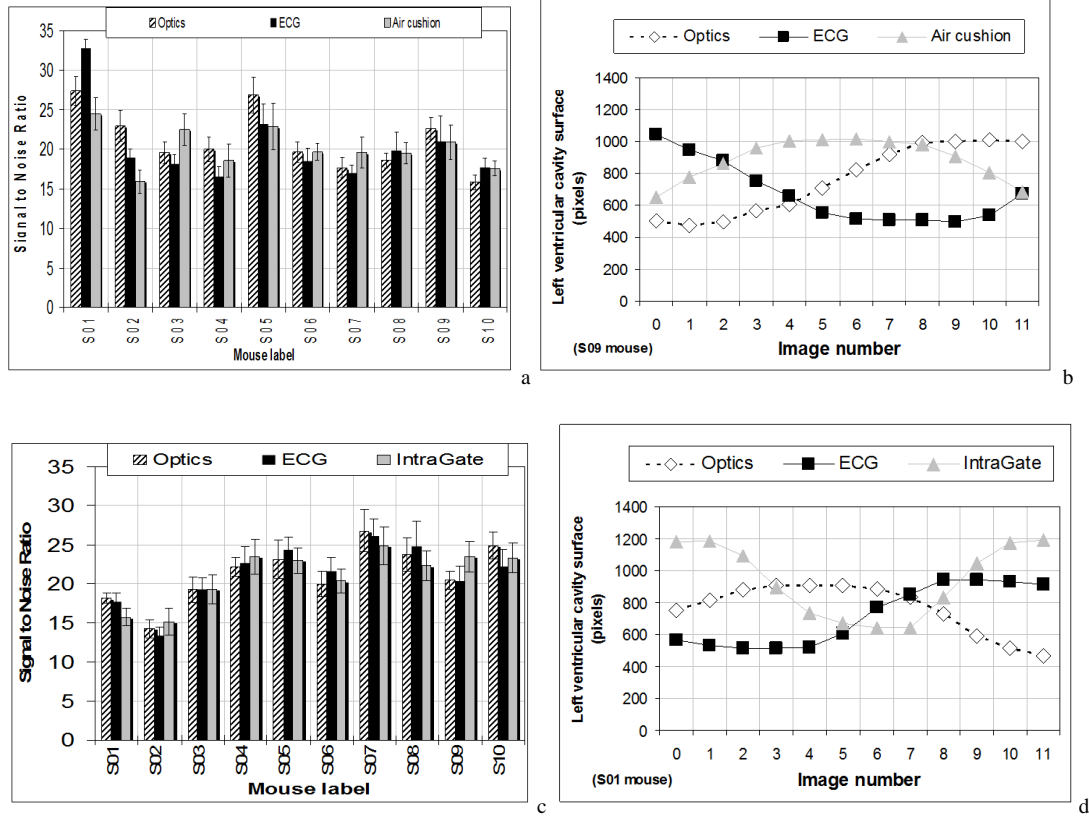 Optics ECG Air cushion
Signal to Noise Ratio
35
30
25
20
15
10
5
0
S01 S02 S03 S04 S05 S06 S07 S08 S09 S10
Mouse label
a
Optics ECG Air cushion
Left ventricular cavity surface
(pixels)
1400
1200
1000
800
600
400
200
0
0 1 2 3 4 5 6 7 8 9 10 11
(S09 mouse) Image number
b
Optics ECG IntraGate
Signal to Noise Ratio
35
30
25
20
15
10
5
0
S01 S02 S03 S04 S05 S06 S07 S08 S09 S10
Mouse label
c
Optics ECG IntraGate
Left ventricular cavity surface
(pixels)
1400
1200
1000
800
600
400
200
0
0 1 2 3 4 5 6 7 8 9 10 11
(S01 mouse) Image number
d